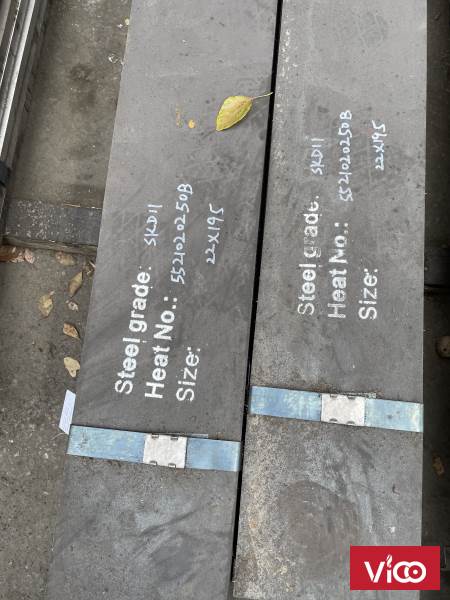 Steel grade: SKD11
Heat No.: 5521020250B
Size: 22x195
Steel grade: SKD11
Heat No.: 5521020250B
Size: 22x195
VICO